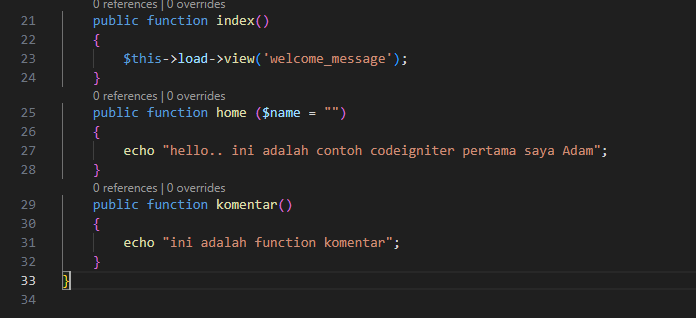 0 references | 0 overrides
21 public function index()
22 {
23 $this->load->view('welcome_message');
24 }
0 references | 0 overrides
25 public function home ($name = "")
26 {
27 echo "hello.. ini adalah contoh codeigniter pertama saya Adam";
28 }
0 references | 0 overrides
29 public function komentar()
30 {
31 echo "ini adalah function komentar";
32 }
33 }
34